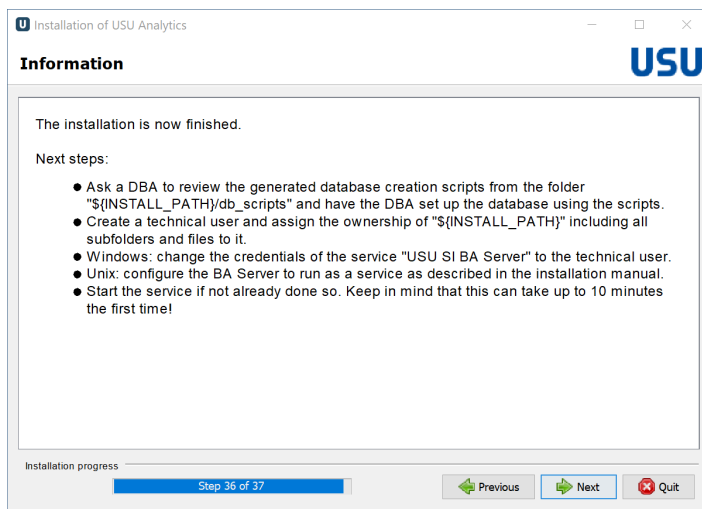 Installation of USU Analytics
Information
USU
The installation is now finished.
Next steps:
● Ask a DBA to review the generated database creation scripts from the folder
"${INSTALL_PATH}/db_scripts" and have the DBA set up the database using the scripts.
● Create a technical user and assign the ownership of "${INSTALL_PATH}" including all
subfolders and files to it.
● Windows: change the credentials of the service "USU SI BA Server" to the technical user.
● Unix: configure the BA Server to run as a service as described in the installation manual.
● Start the service if not already done so. Keep in mind that this can take up to 10 minutes
the first time!
Installation progress
Step 36 of 37
Previous
Next
Quit